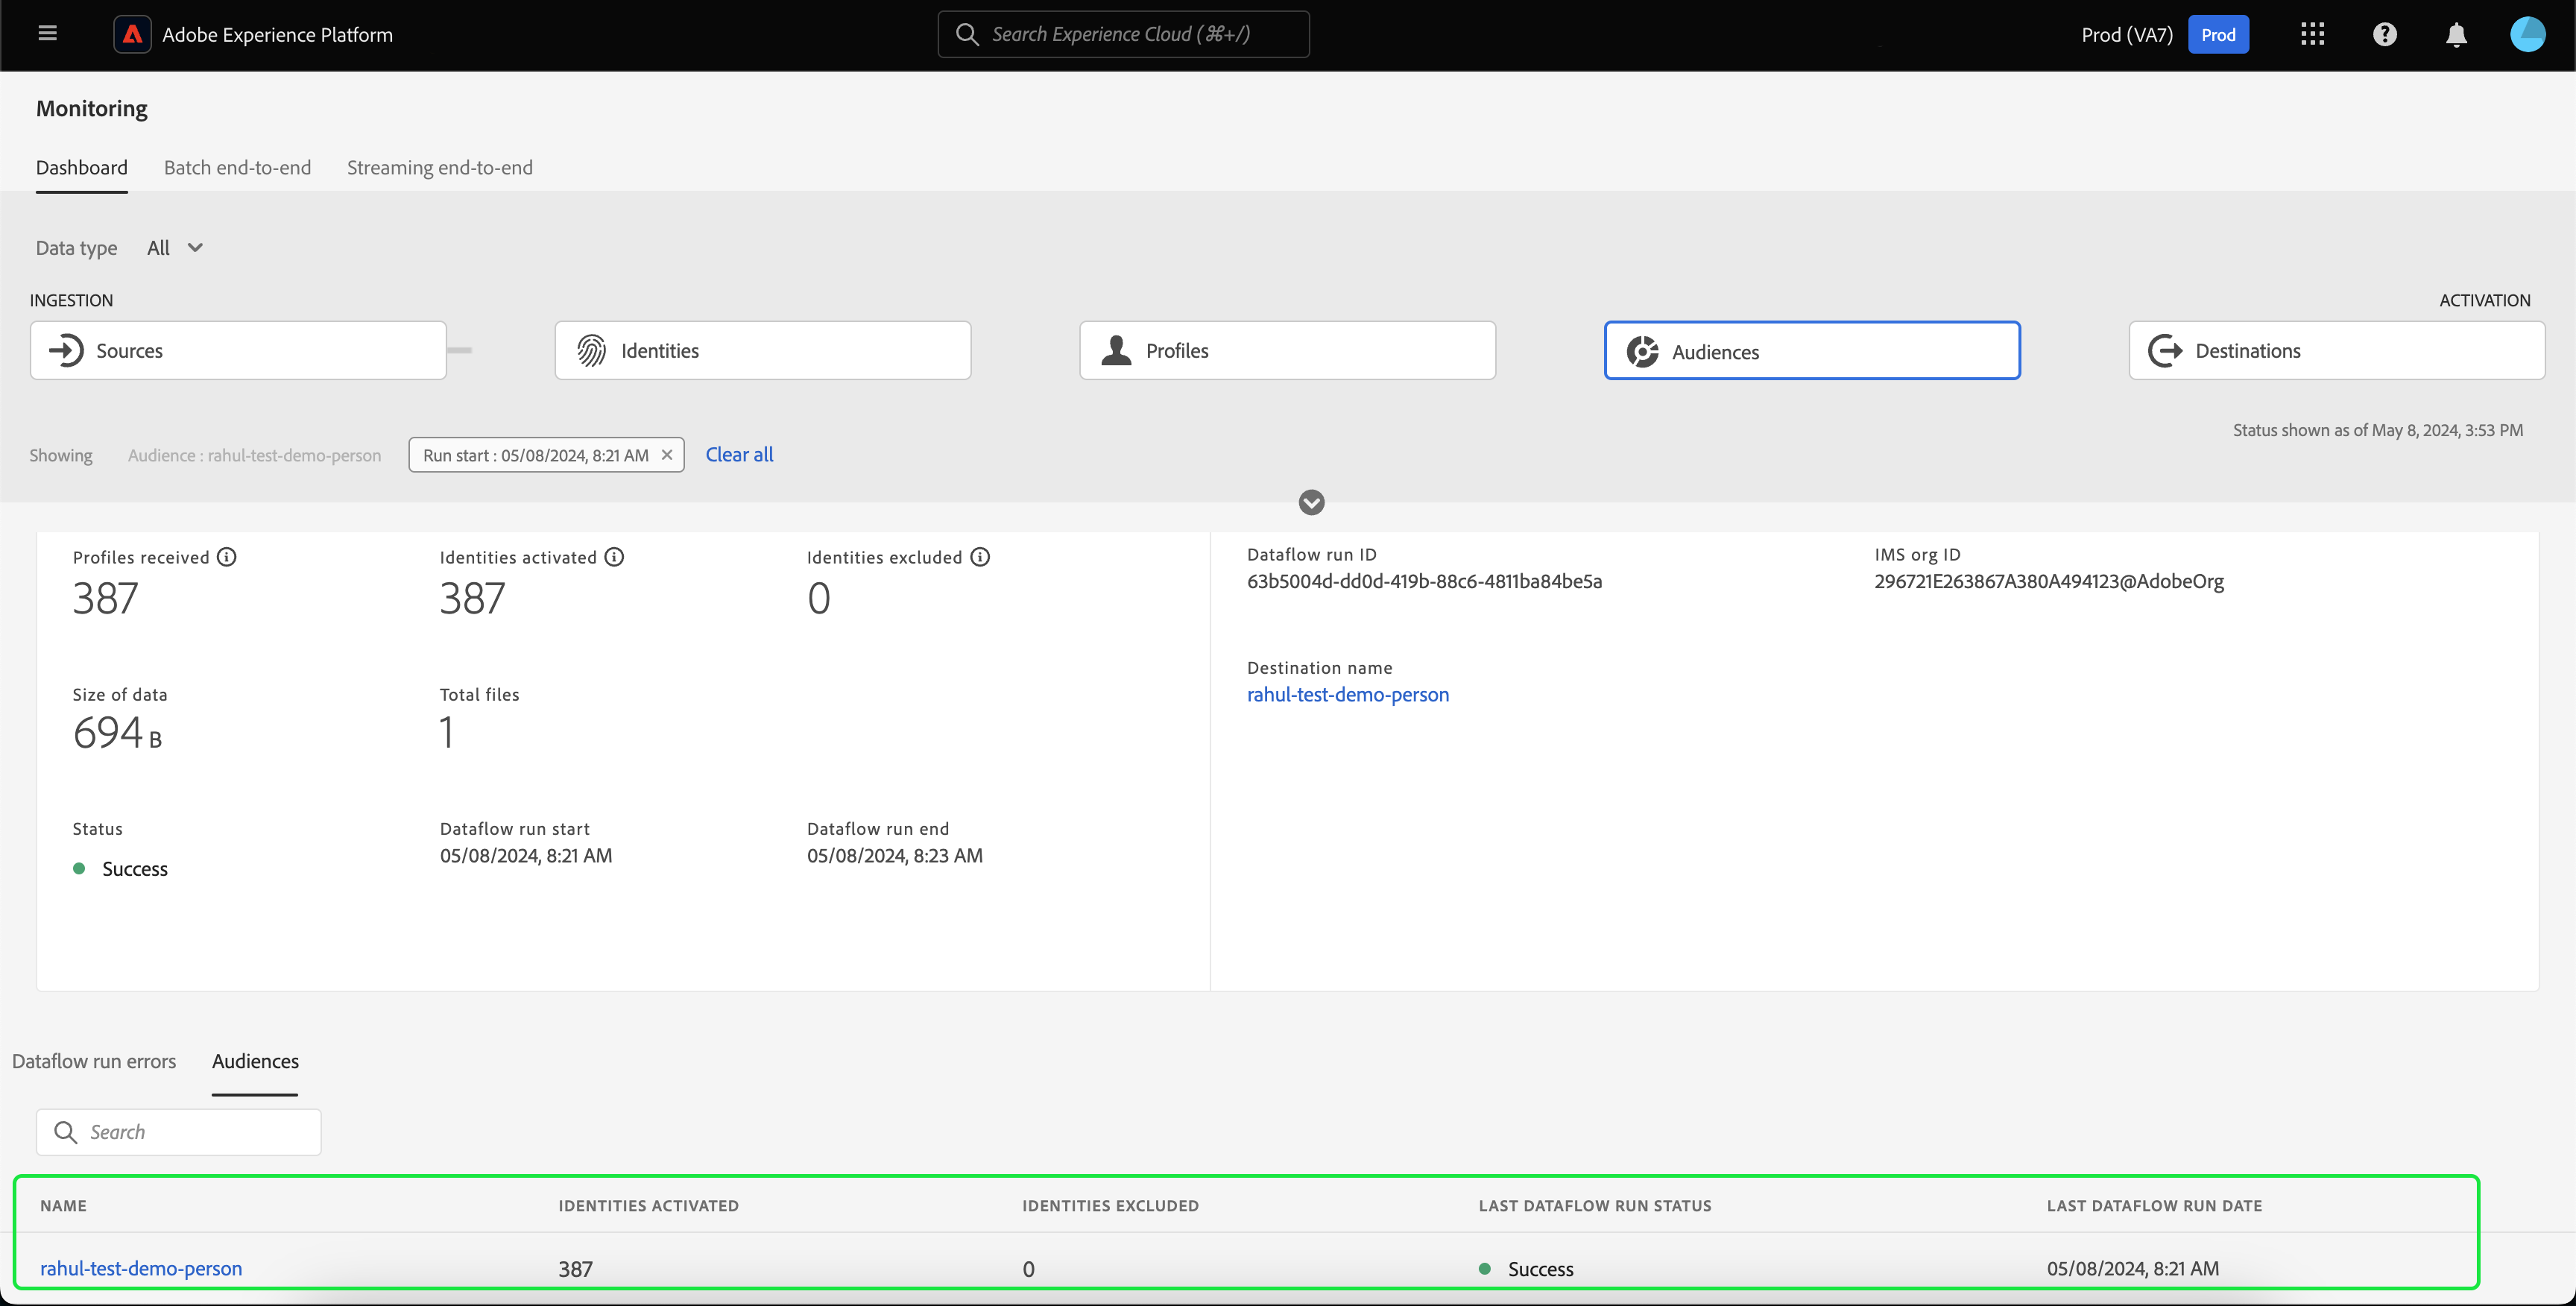 Adobe Experience Platform
Search Experience Cloud (⌘+/)
Prod (VA7)
Prod
Monitoring
Dashboard
Batch end-to-end
Streaming end-to-end
Data type
All
INGESTION
ACTIVATION
Sources
Identities
Profiles
Audiences
Destinations
Status shown as of May 8, 2024, 3:53 PM
Showing
Audience : rahul-test-demo-person
Run start : 05/08/2024, 8:21 AM
Clear all
Profiles received
387
Identities activated
387
Identities excluded
0
Size of data
694 B
Total files
1
Status
Success
Dataflow run start
05/08/2024, 8:21 AM
Dataflow run end
05/08/2024, 8:23 AM
Dataflow run ID
63b5004d-dd0d-419b-88c6-4811ba84be5a
IMS org ID
296721E263867A380A494123@AdobeOrg
Destination name
rahul-test-demo-person
Dataflow run errors
Audiences
Search
NAME
IDENTITIES ACTIVATED
IDENTITIES EXCLUDED
LAST DATAFLOW RUN STATUS
LAST DATAFLOW RUN DATE
rahul-test-demo-person
387
0
Success
05/08/2024, 8:21 AM